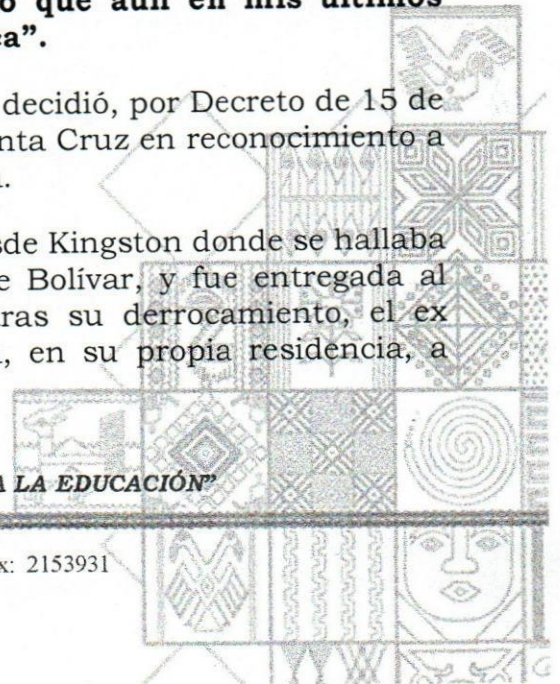 o que aún en mis últimos
ca”.
decidió, por Decreto de 15 de
nta Cruz en reconocimiento a
a.
sde Kingston donde se hallaba
e Bolívar, y fue entregada al
ras su derrocamiento, el ex
, en su propia residencia, a
A LA EDUCACIÓN”
x: 2153931